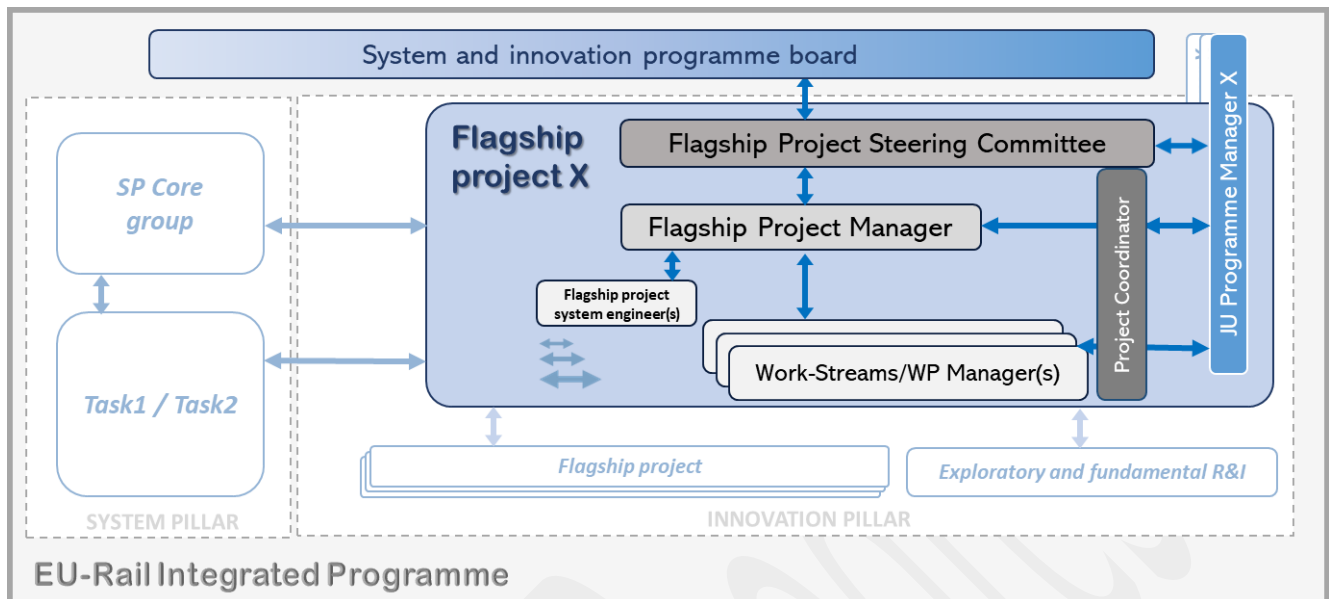 System and innovation programme board
JU Programme Manager X
Flagship
project X
Flagship Project Steering Committee
SP Core
group
Project Coordinator
Flagship Project Manager
Flagship project
system engineer(s)
Task1 / Task2
Work-Streams/WP Manager(s)
Flagship project
Exploratory and fundamental R&I
SYSTEM PILLAR
INNOVATION PILLAR
EU-Rail Integrated Programme